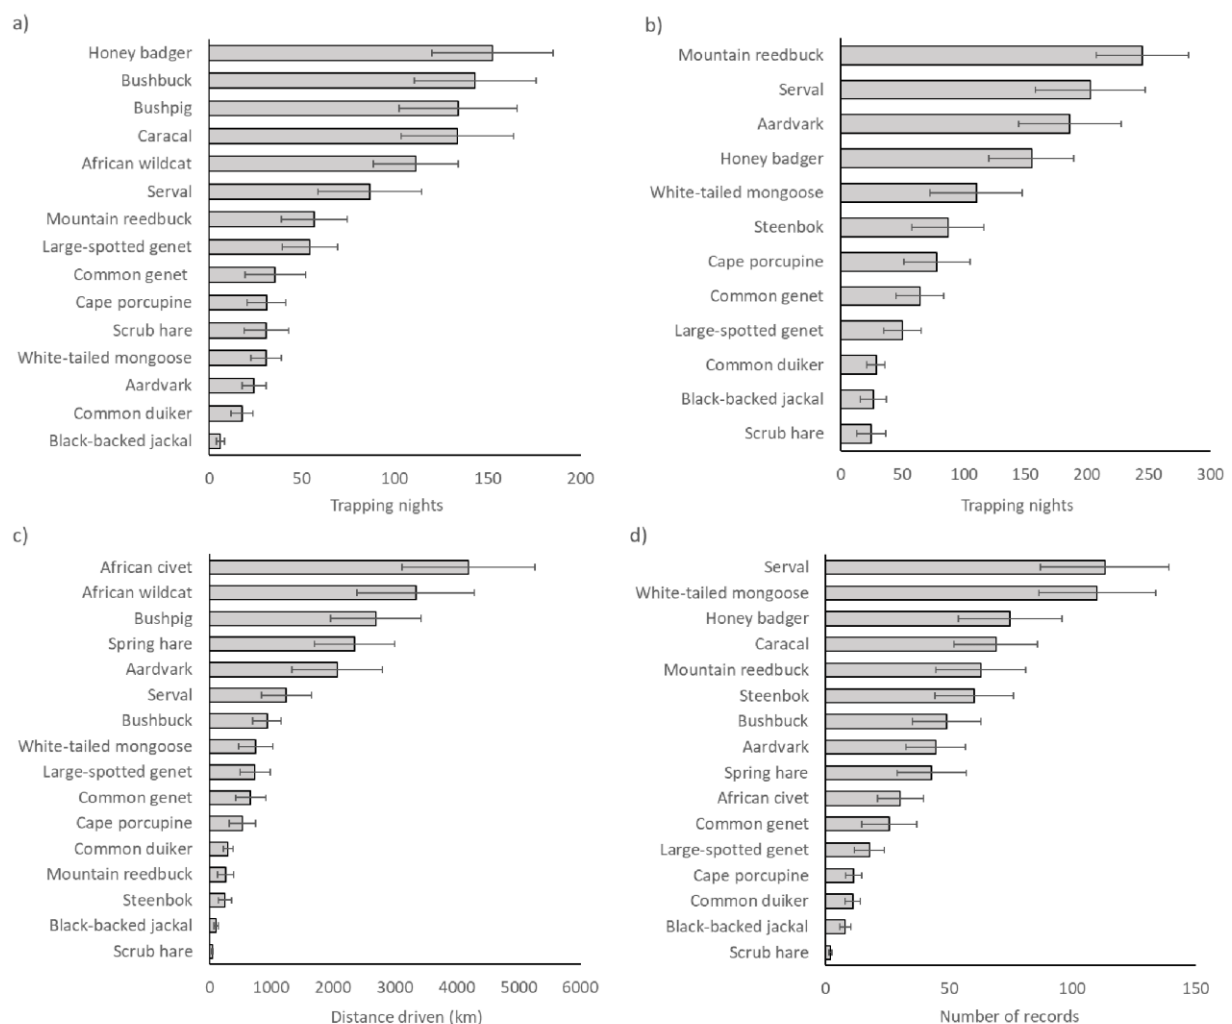 a)
Honey badger
Bushbuck
Bushpig
Caracal
African wildcat
Serval
Mountain reedbuck
Large-spotted genet
Common genet
Cape porcupine
Scrub hare
White-tailed mongoose
Aardvark
Common duiker
Black-backed jackal
0 50 100 150 200
Trapping nights
b)
Mountain reedbuck
Serval
Aardvark
Honey badger
White-tailed mongoose
Steenbok
Cape porcupine
Common genet
Large-spotted genet
Common duiker
Black-backed jackal
Scrub hare
0 50 100 150 200 250 300
Trapping nights
c)
African civet
African wildcat
Bushpig
Spring hare
Aardvark
Serval
Bushbuck
White-tailed mongoose
Large-spotted genet
Common genet
Cape porcupine
Common duiker
Mountain reedbuck
Steenbok
Black-backed jackal
Scrub hare
0 1000 2000 3000 4000 5000 6000
Distance driven (km)
d)
Serval
White-tailed mongoose
Honey badger
Caracal
Mountain reedbuck
Steenbok
Bushbuck
Aardvark
Spring hare
African civet
Common genet
Large-spotted genet
Cape porcupine
Common duiker
Black-backed jackal
Scrub hare
0 50 100 150
Number of records